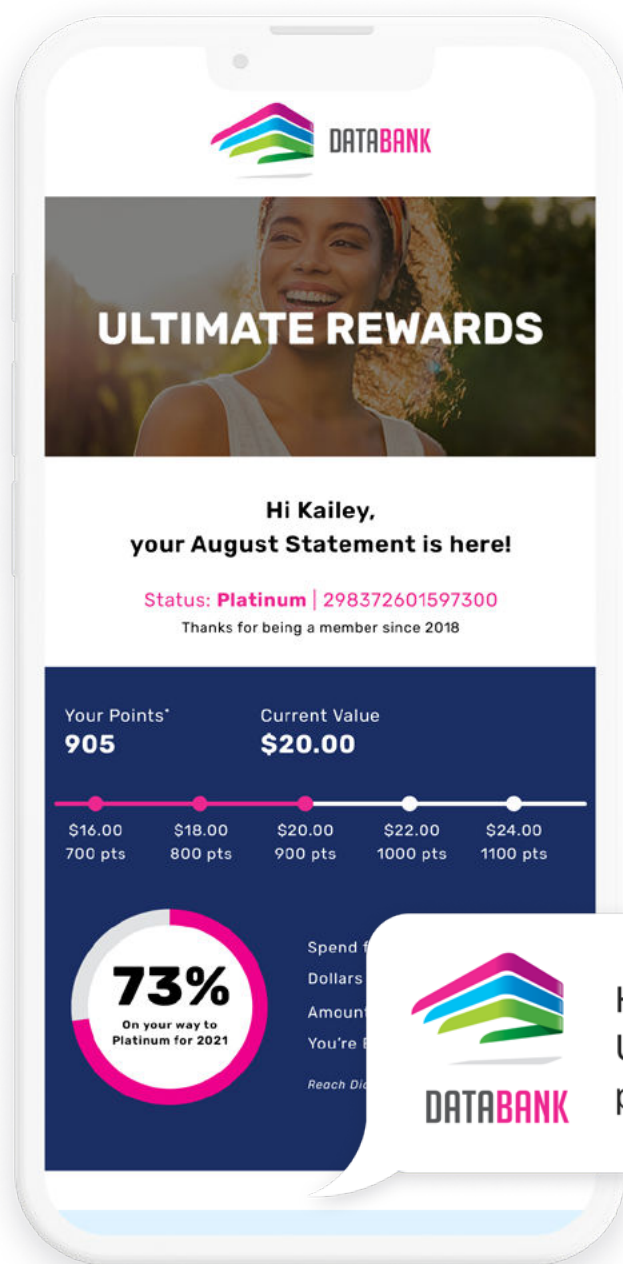 DATABANK
ULTIMATE REWARDS
Hi Kailey,
your August Statement is here!
Status: Platinum | 298372601597300
Thanks for being a member since 2018
Your Points* Current Value
905 $20.00
$16.00 $18.00 $20.00 $22.00 $24.00
700 pts 800 pts 900 pts 1000 pts 1100 pts
73%
On your way to
Platinum for 2021
Spend
Dollars
You're
Reach
DATABANK